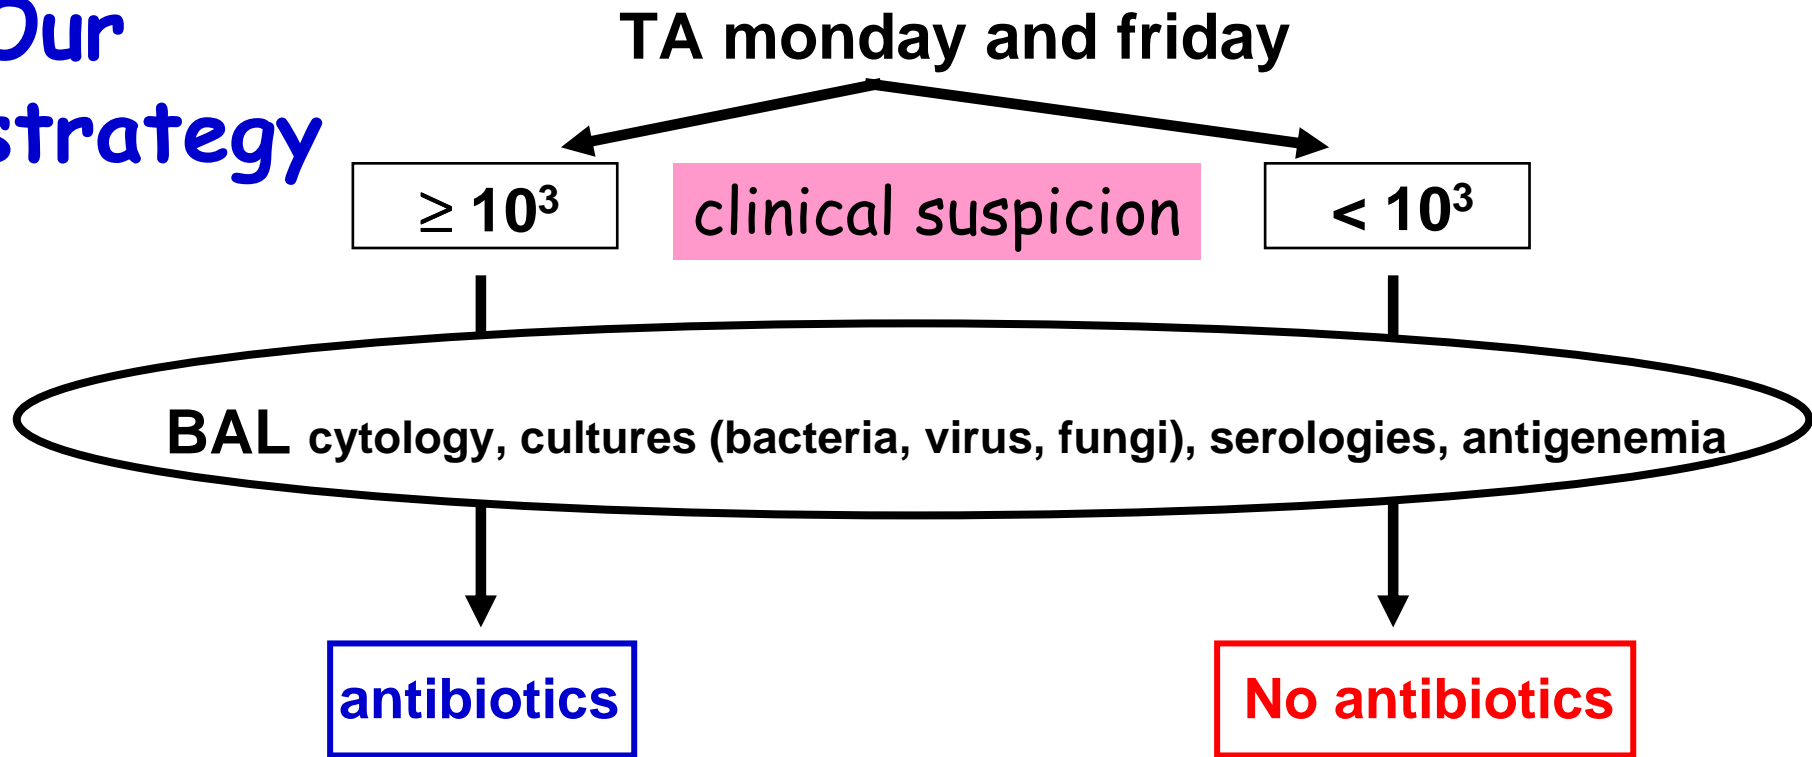 Our
strategy
TA monday and friday
≥ 10³
clinical suspicion
< 10³
BAL cytology, cultures (bacteria, virus, fungi), serologies, antigenemia
antibiotics
No antibiotics